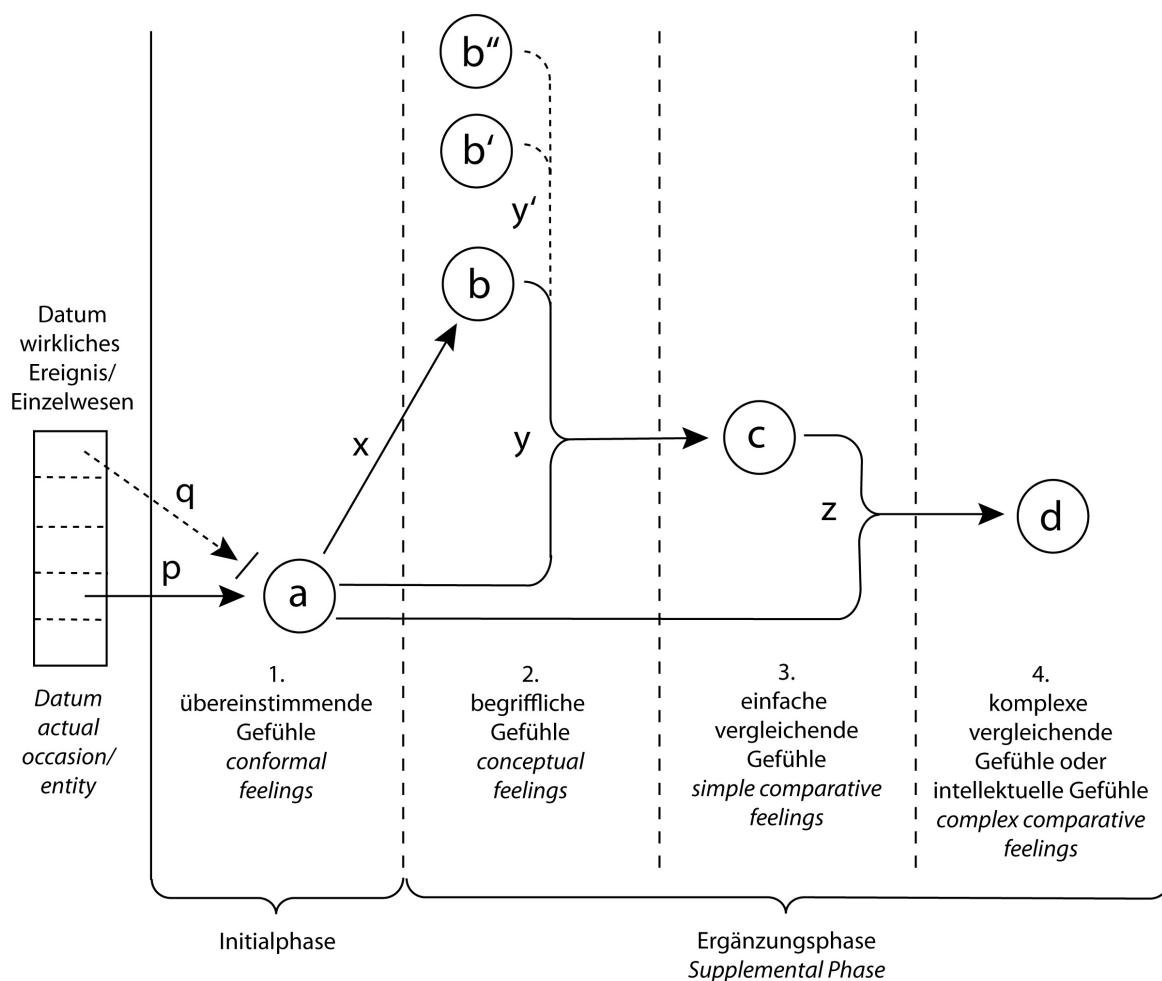 b“
b‘
y‘
b
Datum
wirkliches
Ereignis/
Einzelwesen
x
y
c
q
z
d
p
a
Datum
actual
occasion/
entity
1.
übereinstimmende
Gefühle
conformal
feelings
2.
begriffliche
Gefühle
conceptual
feelings
3.
einfache
vergleichende
Gefühle
simple comparative
feelings
4.
komplexe
vergleichende
Gefühle oder
intellektuelle Gefühle
complex comparative
feelings
Initialphase
Ergänzungsphase
Supplemental Phase